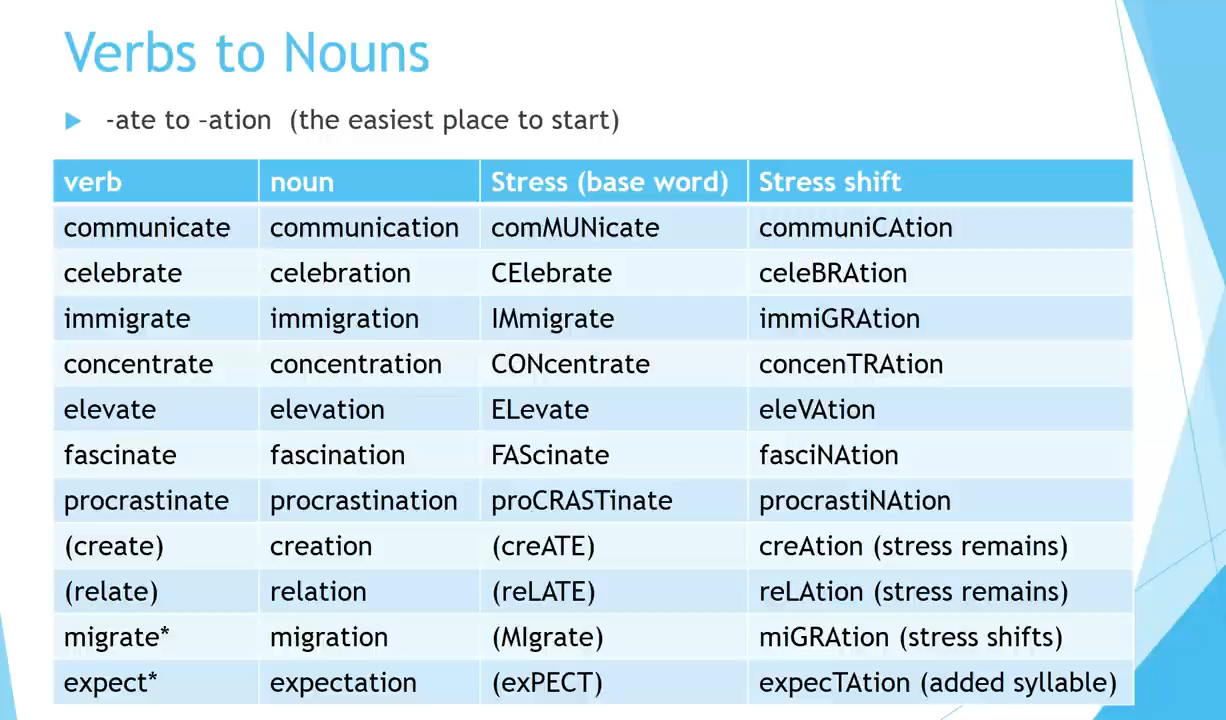 Verbs to Nouns
-ate to –ation (the easiest place to start)
verb noun Stress (base word) Stress shift
communicate communication comMUNicate communiCAtion
celebrate celebration CElebrate celeBRAtion
immigrate immigration IMmigrate immiGRAtion
concentrate concentration CONcentrate concenTRAtion
elevate elevation ELevate eleVAtion
fascinate fascination FAScinate fasciNAtion
procrastinate procrastination proCRASTinate procrastiNAtion
(create) creation (creATE) creAtion (stress remains)
(relate) relation (reLATE) reLAtion (stress remains)
migrate* migration (MIgrate) miGRAtion (stress shifts)
expect* expectation (exPECT) expecTAtion (added syllable)